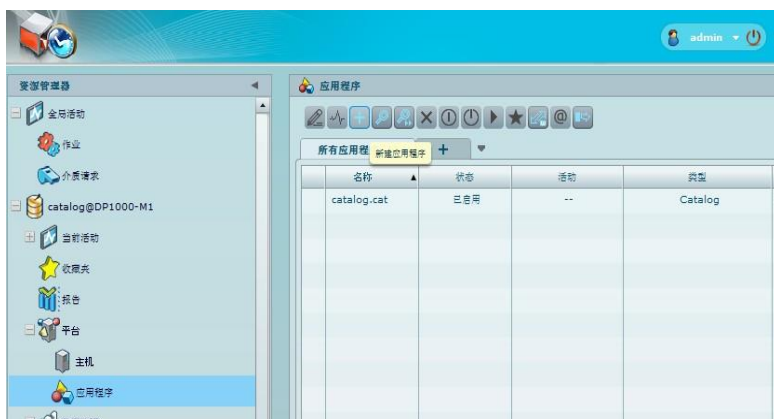 admin
资源管理器
应用程序
全局活动
作业
介质请求
catalog@DP1000-M1
当前活动
收藏夹
报告
平台
主机
应用程序
所有应用程
新建应用程序
名称 状态 活动 类型
catalog.cat 已启用 -- Catalog